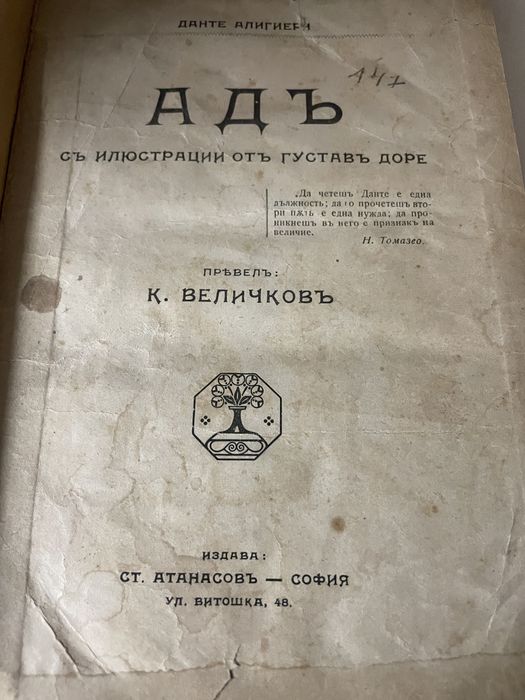 ДАНТЕ АЛИГИЕРИ
147
АДЪ
СЪ ИЛЮСТРАЦИИ ОТЪ ГУСТАВЪ ДОРЕ
„Да четешъ Данте е една
длъжность; да го прочетешъ вто-
ри пѫть е една нужда; да про-
никнешъ въ него е признакъ на
величие.
Н. Томазео.
ПРѢВЕЛЪ:
К. ВЕЛИЧКОВЪ
ИЗДАВА:
СТ. АТАНАСОВЪ — СОФИЯ
УЛ. ВИТОШКА, 48.